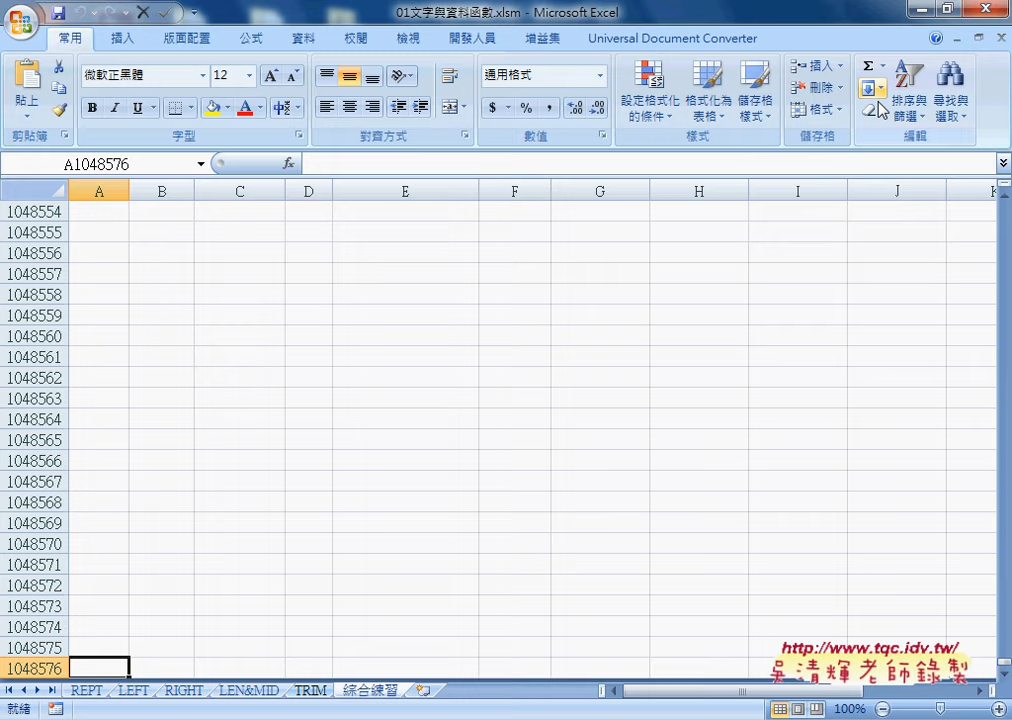 01文字與資料函數.xlsm - Microsoft Excel
常用 插入 版面配置 公式 資料 校閱 檢視 開發人員 增益集 Universal Document Converter
貼上 微軟正黑體 12 A A 通用格式 設定格式化的條件 格式化為表格 儲存格樣式 插入 刪除 格式 Σ 排序與篩選 尋找與選取
B I U A $ % ,
剪貼簿 字型 對齊方式 數值 樣式 儲存格 編輯
A1048576 fx
A B C D E F G H I J K
1048554
1048555
1048556
1048557
1048558
1048559
1048560
1048561
1048562
1048563
1048564
1048565
1048566
1048567
1048568
1048569
1048570
1048571
1048572
1048573
1048574
1048575
1048576
http://www.tqc.idv.tw/
吳清輝老師錄製
REPT LEFT RIGHT LEN&MID TRIM 綜合練習
就緒 100%